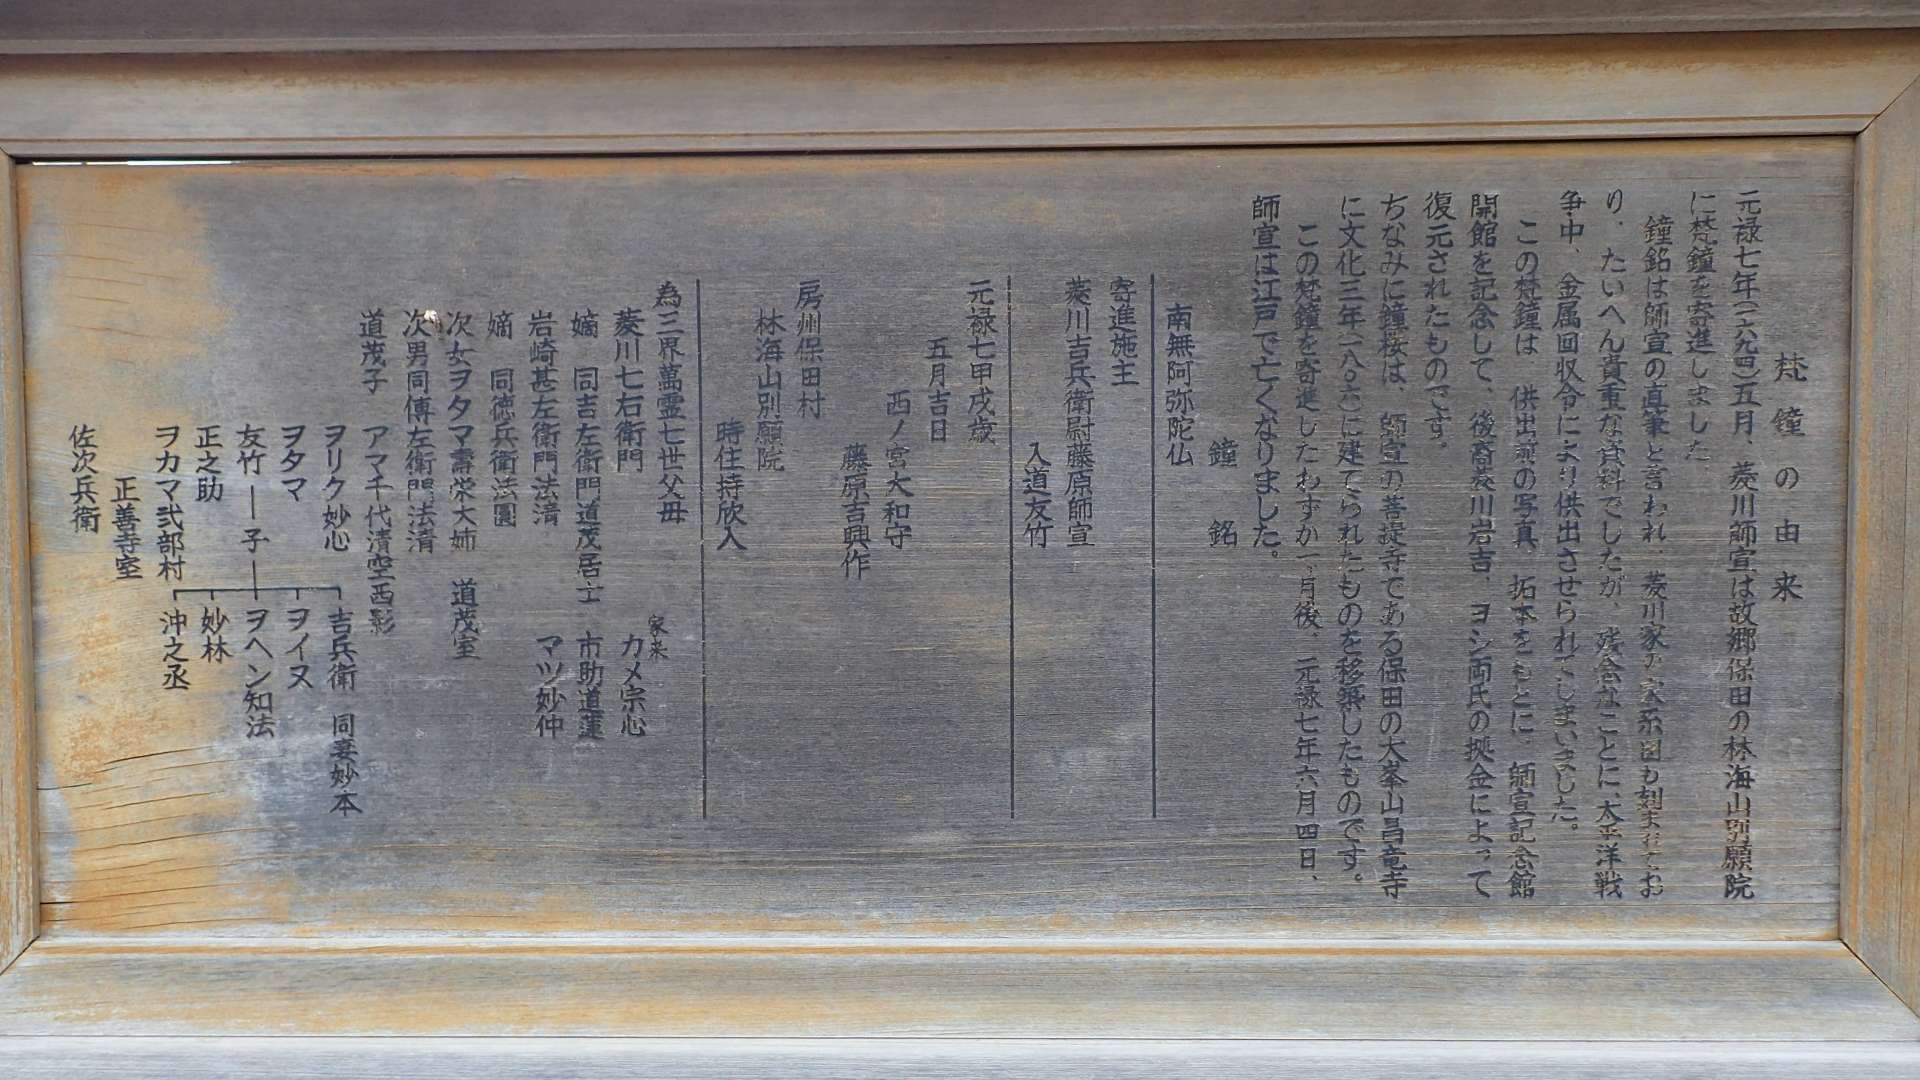 梵鐘の由来
元禄七年(一六九四)五月、菱川師宣は故郷保田の林海山別願院
に梵鐘を寄進しました
鐘銘は師宣の直筆と言われ、菱川家の家系図も刻まれてお
り、たいへん貴重な資料でしたが、残念なことに、太平洋戦
争中、金属回収令により供出させられてしまいました。
この梵鐘は、供出前の写真、拓本をもとに、師宣記念館
開館を記念して、後裔菱川岩吉、ヨシ両氏の拠金によって
復元されたものです。
ちなみに鐘楼は、師宣の菩提寺である保田の大峯山昌竜寺
に文化三年(一八〇六)に建てられたものを移築したものです。
この梵鐘を寄進したわずか一ヶ月後、元禄七年六月四日、
師宣は江戸で亡くなりました。
鐘銘
南無阿弥陀仏
寄進施主
菱川吉兵衛尉藤原師宣
入道友竹
元禄七甲戌歳
五月吉日
西ノ宮大和守
藤原吉興作
房州保田村
林海山別願院
時住持欣入
為三界萬霊七世父母
菱川七右衛門 家来 カメ宗心
嫡 同吉左衛門道茂居士 市助道蓮
岩崎甚左衛門法清 マツ妙仲
嫡 同徳兵衛法圓
次女ヲタマ壽栄大姉 道茂室
次男同傳左衛門法清
道茂子 アマ千代清空西影
ヲリク妙心 吉兵衛 同妻妙本
ヲタマ ヲイヌ
友竹―子―ヲヘン知法
正之助 妙林
ヲカマ弐部村 沖之丞
正善寺室
佐次兵衛